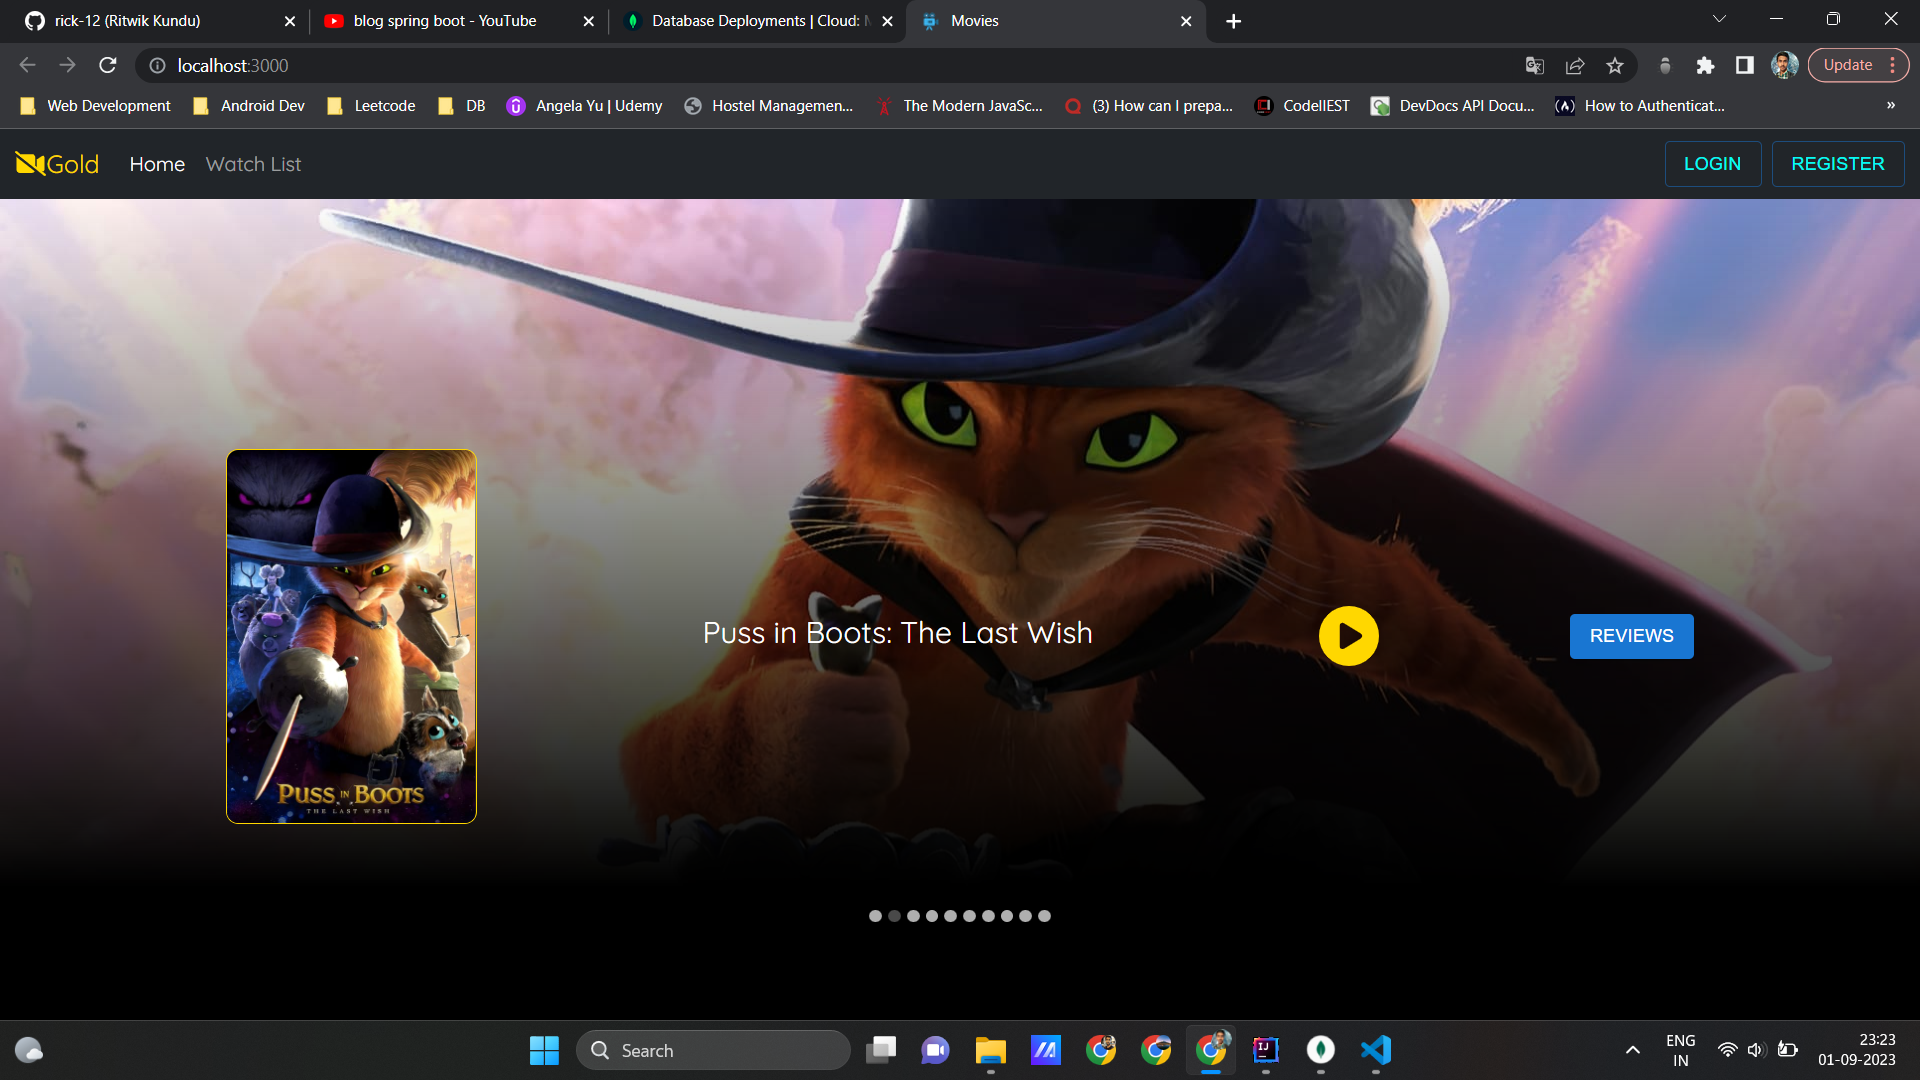 rick-12 (Ritwik Kundu)
blog spring boot - YouTube
Database Deployments | Cloud: M
Movies
localhost:3000
Update
Web Development
Android Dev
Leetcode
DB
Angela Yu | Udemy
Hostel Managemen...
The Modern JavaSc...
(3) How can I prepa...
CodeIIEST
DevDocs API Docu...
How to Authenticat...
»
Gold
Home
Watch List
LOGIN
REGISTER
Puss in Boots: The Last Wish
REVIEWS
PUSS IN BOOTS
THE LAST WISH
Search
IJ
ENG
IN
23:23
01-09-2023